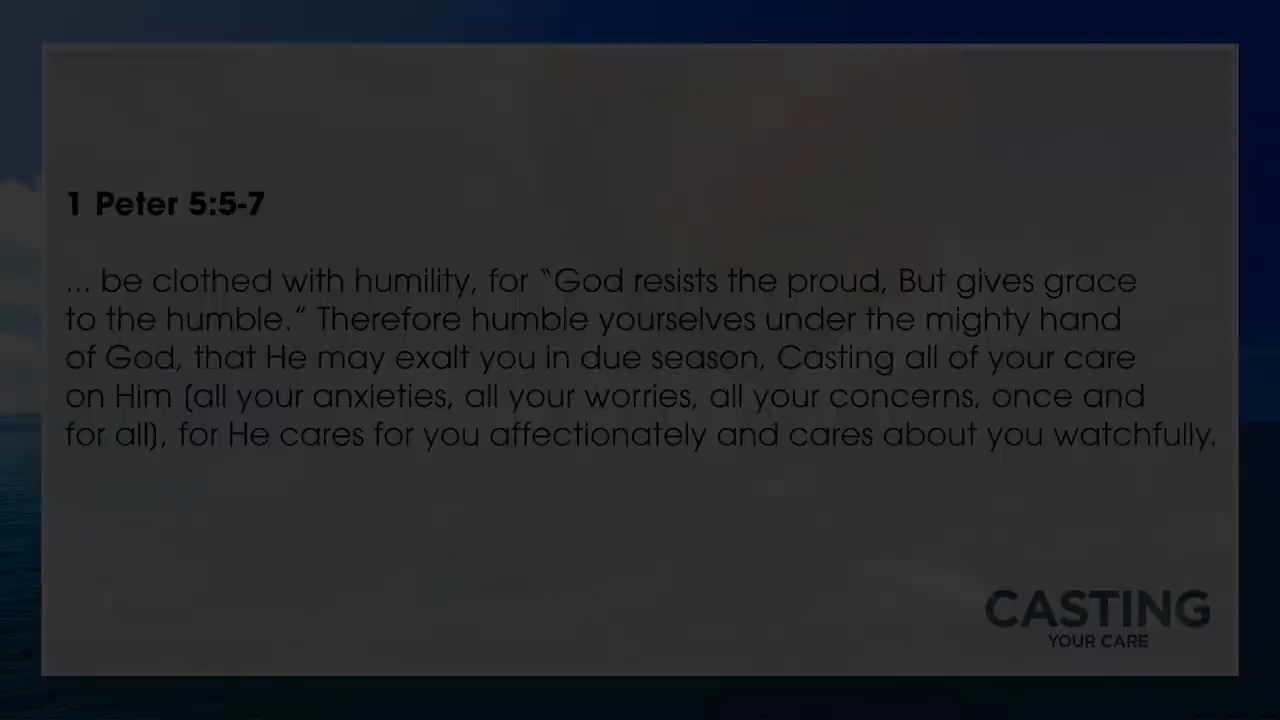 1 Peter 5:5-7
... be clothed with humility, for “God resists the proud, But gives grace
to the humble.” Therefore humble yourselves under the mighty hand
of God, that He may exalt you in due season, Casting all of your care
on Him (all your anxieties, all your worries, all your concerns, once and
for all), for He cares for you affectionately and cares about you watchfully.
CASTING
YOUR CARE